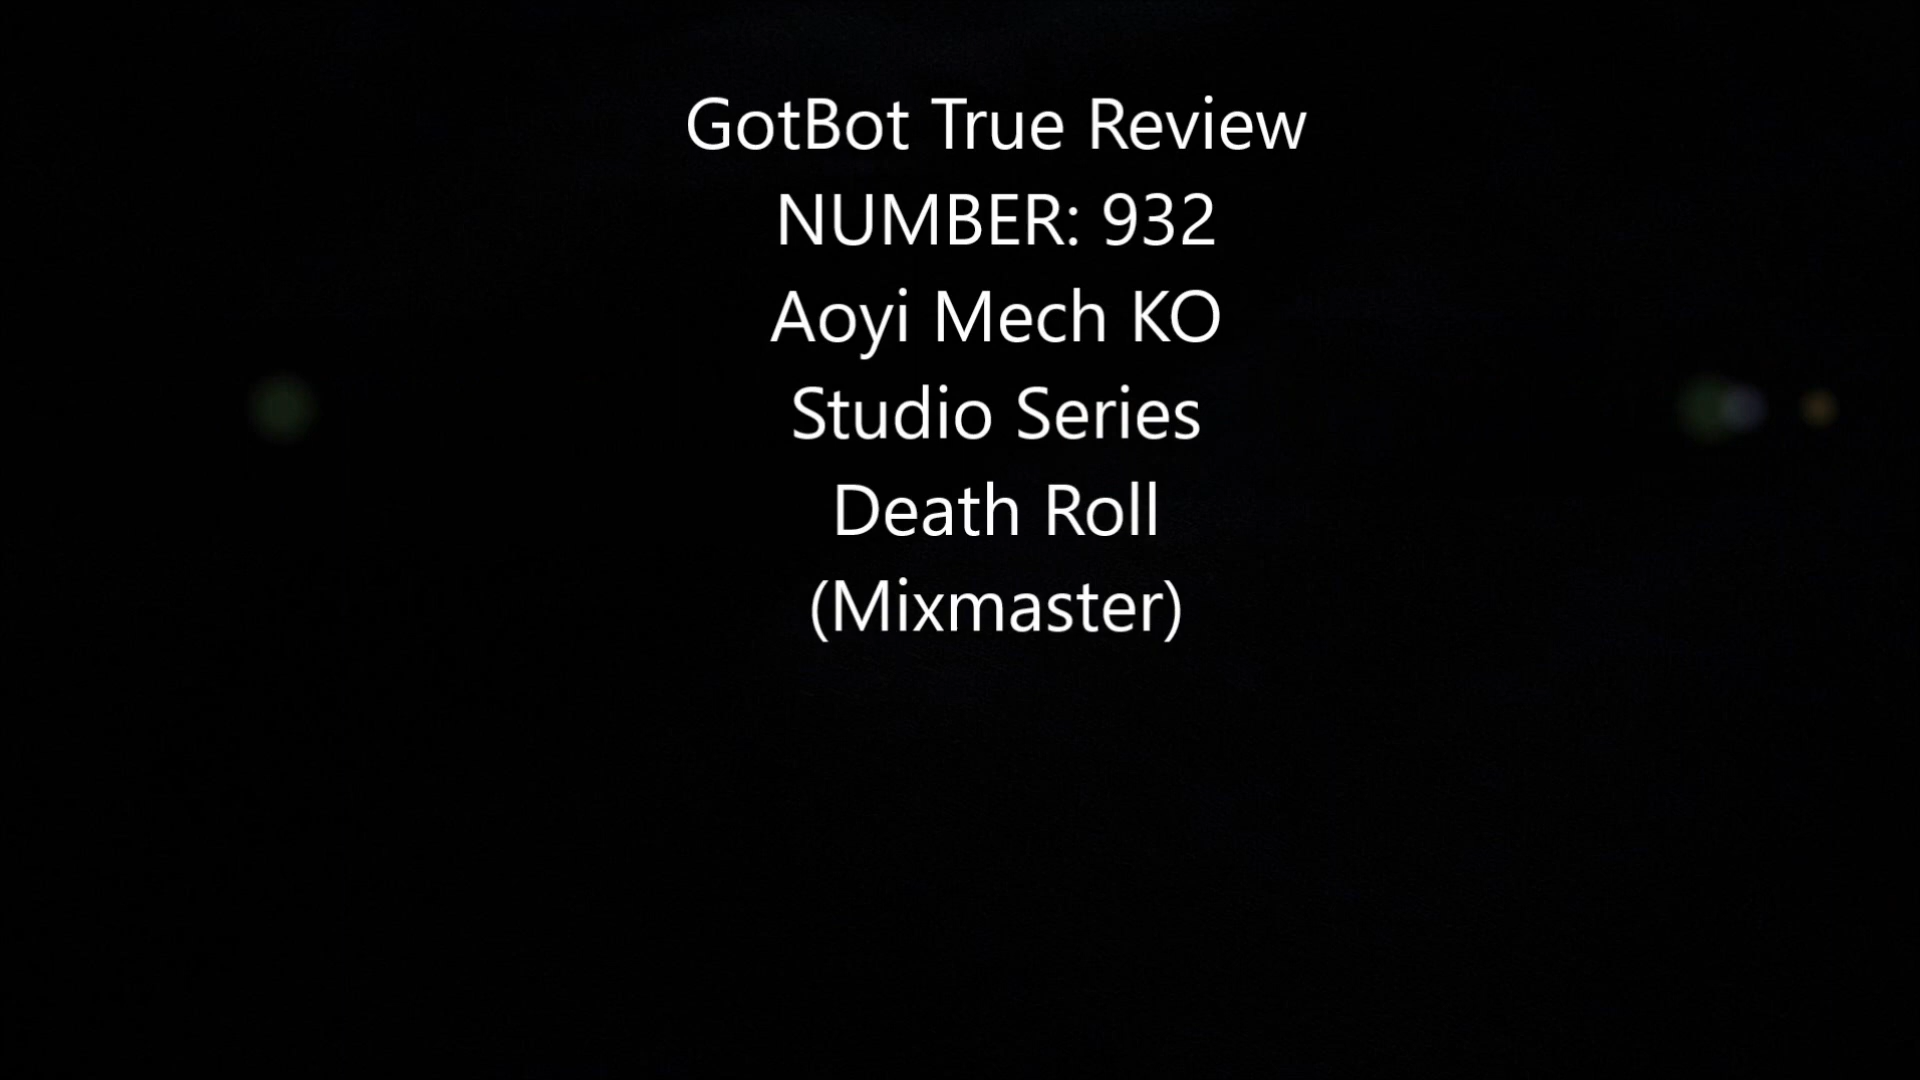 GotBot True Review
NUMBER: 932
Aoyi Mech KO
Studio Series
Death Roll
(Mixmaster)